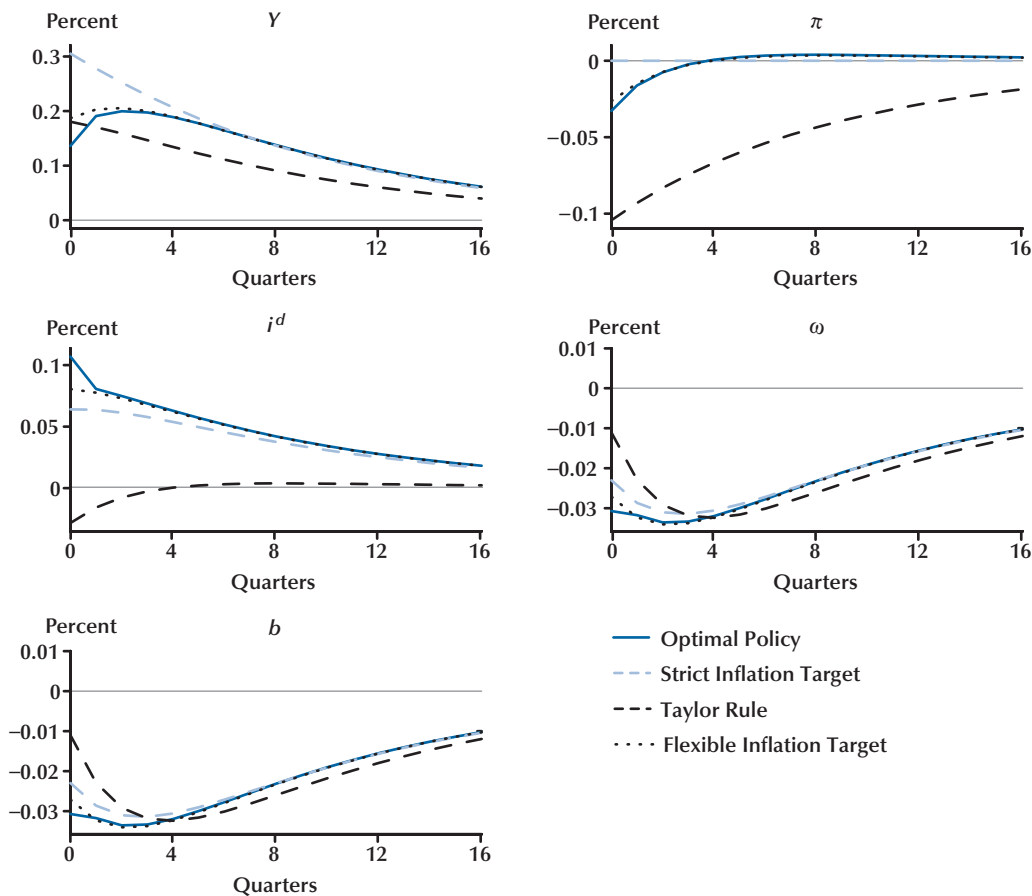 Percent Y
0.3
0.2
0.1
0
0 4 8 12 16
Quarters
Percent π
0
−0.05
−0.1
0 4 8 12 16
Quarters
Percent i^d
0.1
0.05
0
0 4 8 12 16
Quarters
Percent ω
0.01
0
−0.01
−0.02
−0.03
0 4 8 12 16
Quarters
Percent b
0.01
0
−0.01
−0.02
−0.03
0 4 8 12 16
Quarters
Optimal Policy
Strict Inflation Target
Taylor Rule
Flexible Inflation Target